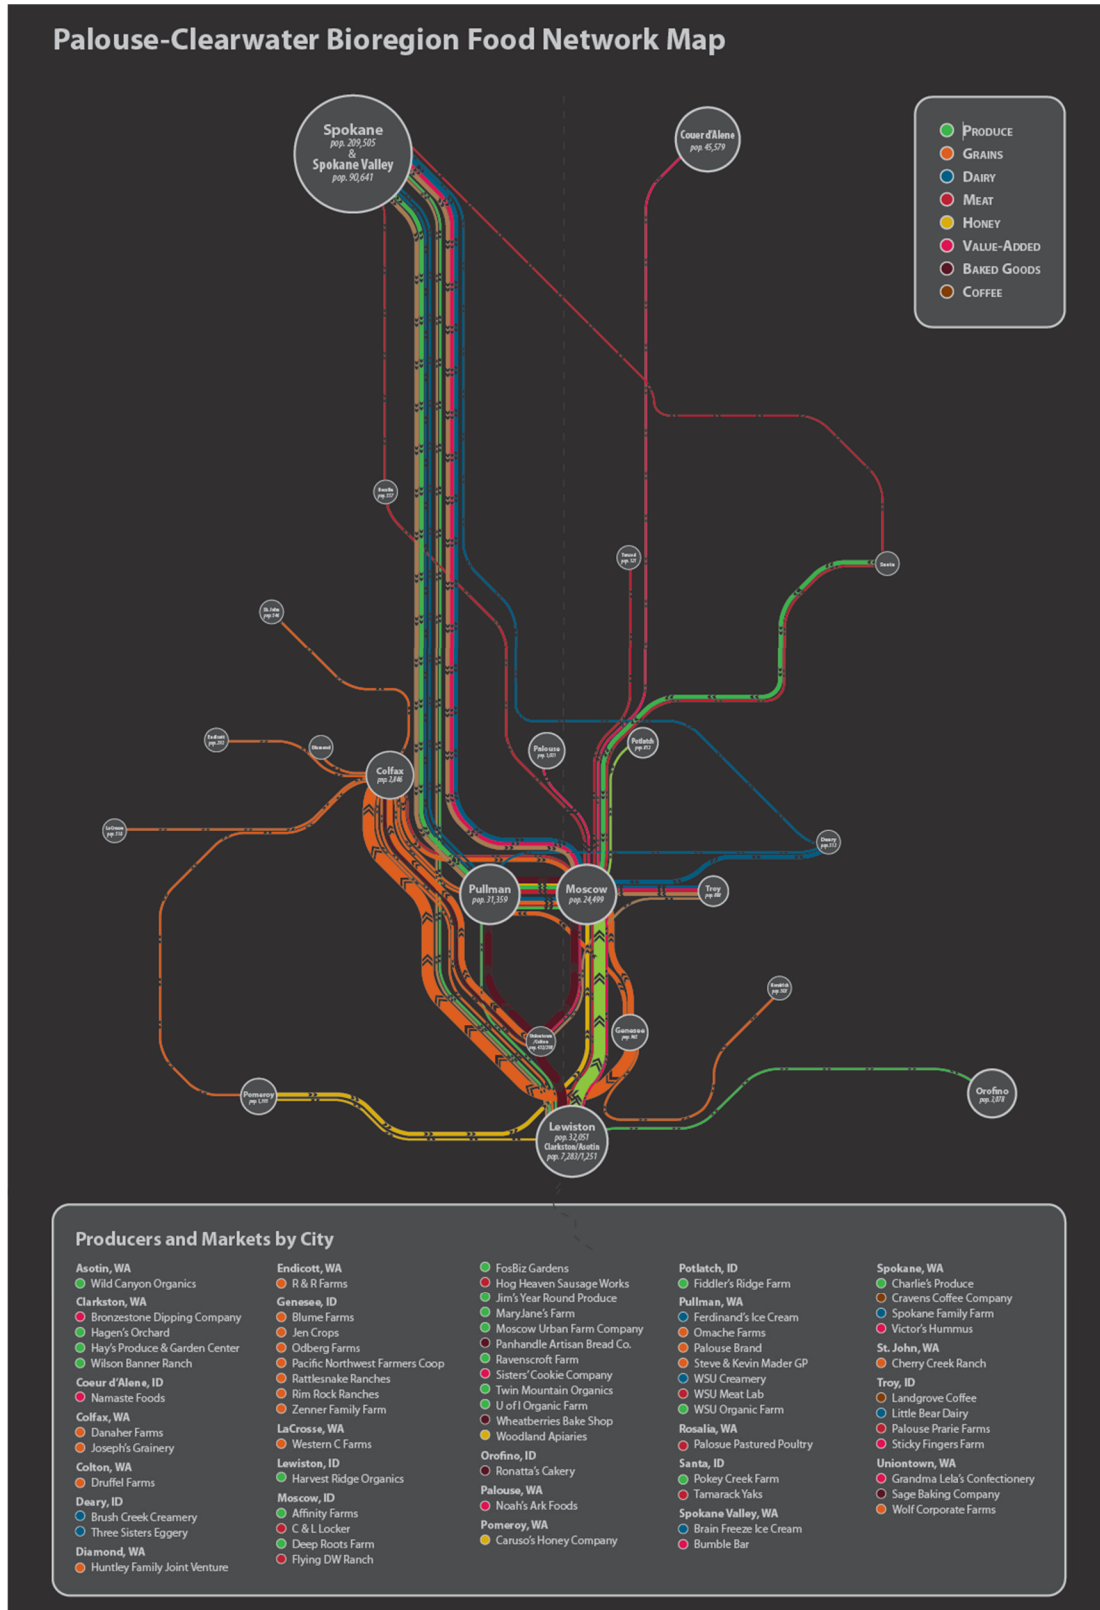 Palouse-Clearwater Bioregion Food Network Map
Spokane
pop. 209,505
&
Spokane Valley
pop. 90,641
Couer d'Alene
pop. 45,579
PRODUCE
GRAINS
DAIRY
MEAT
HONEY
VALUE-ADDED
BAKED GOODS
COFFEE
Santa
St. John
Endicott
Diamond
Colfax
pop. 2,846
Palouse
Potlatch
LaCrosse
Deary
Pullman
pop. 31,359
Moscow
pop. 24,499
Troy
Genesee
Kendrick
Pomeroy
Orofino
pop. 3,078
Lewiston
pop. 32,051
Clarkston/Asotin
pop. 7,283/1,251
Producers and Markets by City
Asotin, WA
Wild Canyon Organics
Clarkston, WA
Bronzestone Dipping Company
Hagen's Orchard
Hay's Produce & Garden Center
Wilson Banner Ranch
Coeur d'Alene, ID
Namaste Foods
Colfax, WA
Danaher Farms
Joseph's Grainery
Colton, WA
Druffel Farms
Deary, ID
Brush Creek Creamery
Three Sisters Eggery
Diamond, WA
Huntley Family Joint Venture
Endicott, WA
R & R Farms
Genesee, ID
Blume Farms
Jen Crops
Odberg Farms
Pacific Northwest Farmers Coop
Rattlesnake Ranches
Rim Rock Ranches
Zenner Family Farm
LaCrosse, WA
Western C Farms
Lewiston, ID
Harvest Ridge Organics
Moscow, ID
Affinity Farms
C & L Locker
Deep Roots Farm
Flying DW Ranch
FosBiz Gardens
Hog Heaven Sausage Works
Jim's Year Round Produce
MaryJane's Farm
Moscow Urban Farm Company
Panhandle Artisan Bread Co.
Ravenscroft Farm
Sisters' Cookie Company
Twin Mountain Organics
U of I Organic Farm
Wheatberries Bake Shop
Woodland Apiaries
Orofino, ID
Ronatta's Cakery
Palouse, WA
Noah's Ark Foods
Pomeroy, WA
Caruso's Honey Company
Potlatch, ID
Fiddler's Ridge Farm
Pullman, WA
Ferdinand's Ice Cream
Omache Farms
Palouse Brand
Steve & Kevin Mader GP
WSU Creamery
WSU Meat Lab
WSU Organic Farm
Rosalia, WA
Palosue Pastured Poultry
Santa, ID
Pokey Creek Farm
Tamarack Yaks
Spokane Valley, WA
Brain Freeze Ice Cream
Bumble Bar
Spokane, WA
Charlie's Produce
Cravens Coffee Company
Spokane Family Farm
Victor's Hummus
St. John, WA
Cherry Creek Ranch
Troy, ID
Landgrove Coffee
Little Bear Dairy
Palouse Prarie Farms
Sticky Fingers Farm
Uniontown, WA
Grandma Lela's Confectionery
Sage Baking Company
Wolf Corporate Farms